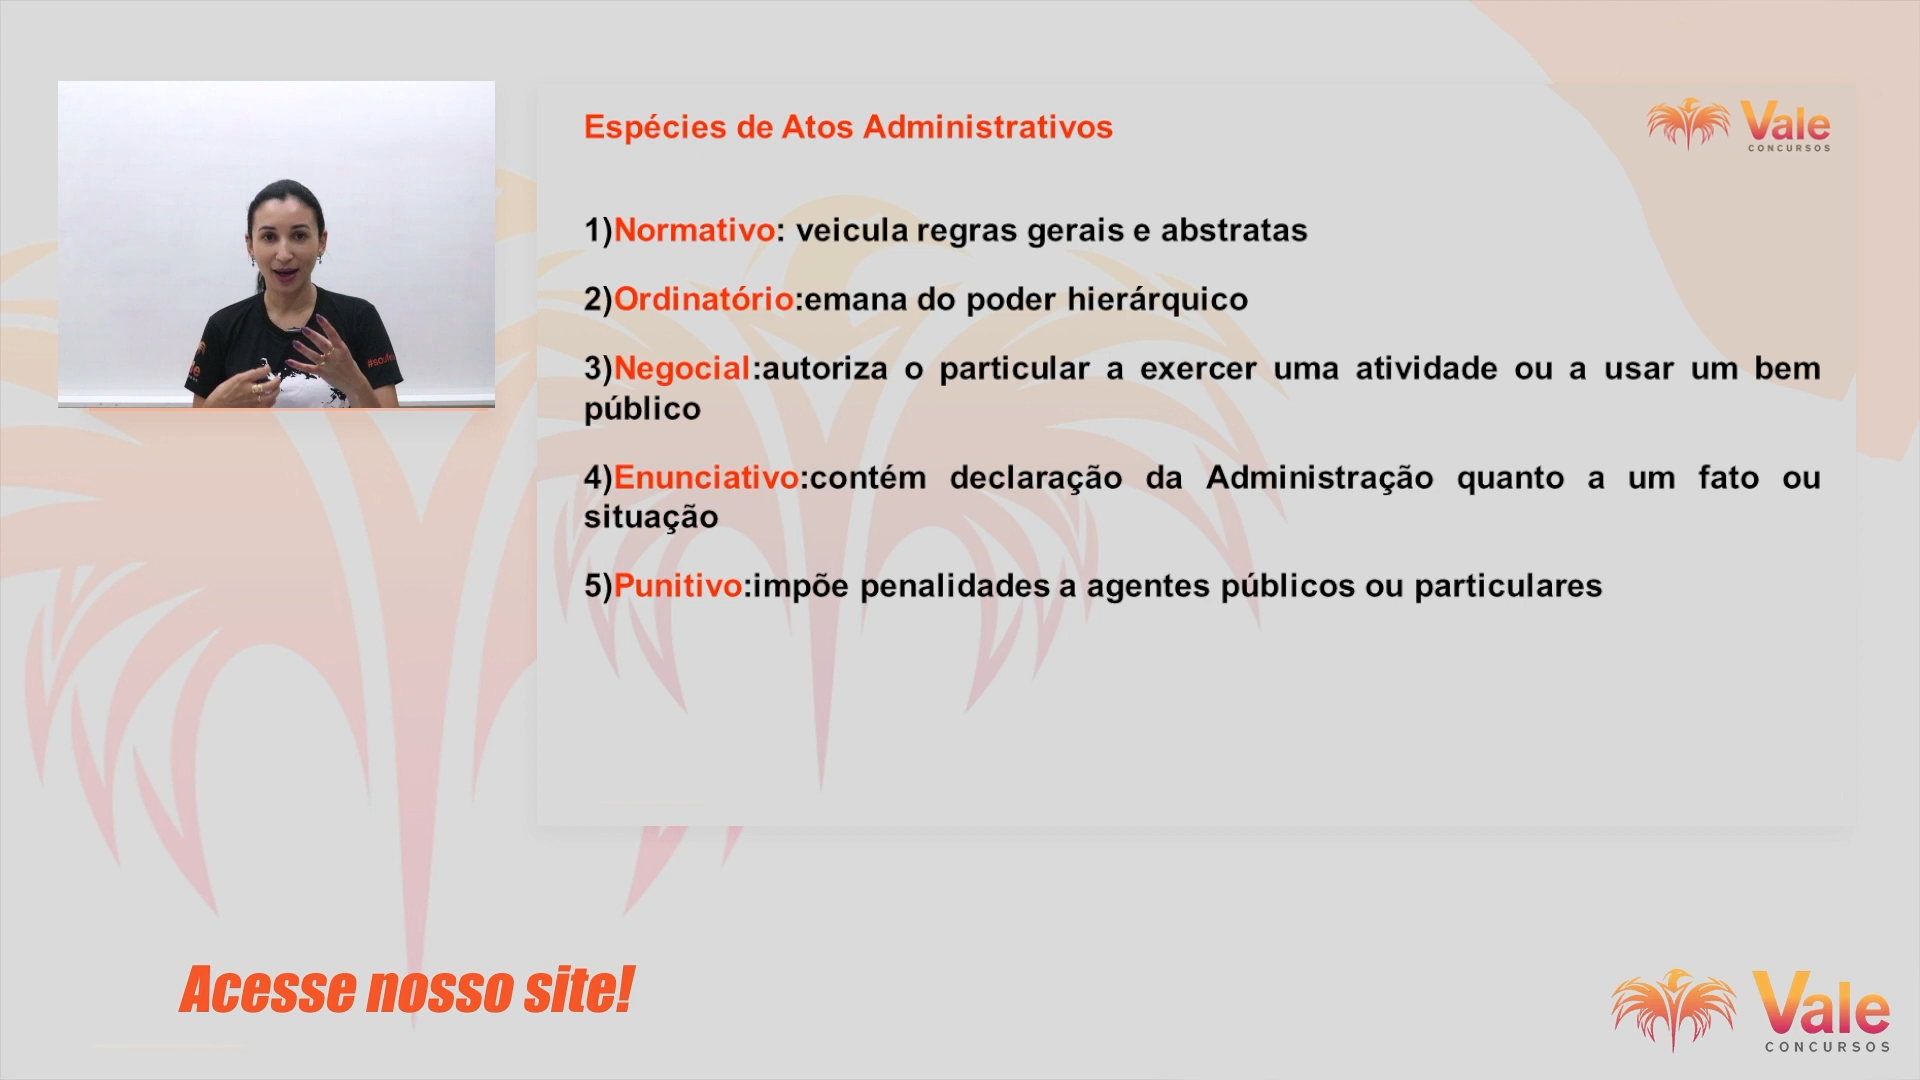 Espécies de Atos Administrativos
Vale
CONCURSOS
1)Normativo: veicula regras gerais e abstratas
2)Ordinatório:emana do poder hierárquico
3)Negocial:autoriza o particular a exercer uma atividade ou a usar um bem
público
4)Enunciativo:contém declaração da Administração quanto a um fato ou
situação
5)Punitivo:impõe penalidades a agentes públicos ou particulares
Acesse nosso site!
Vale
CONCURSOS